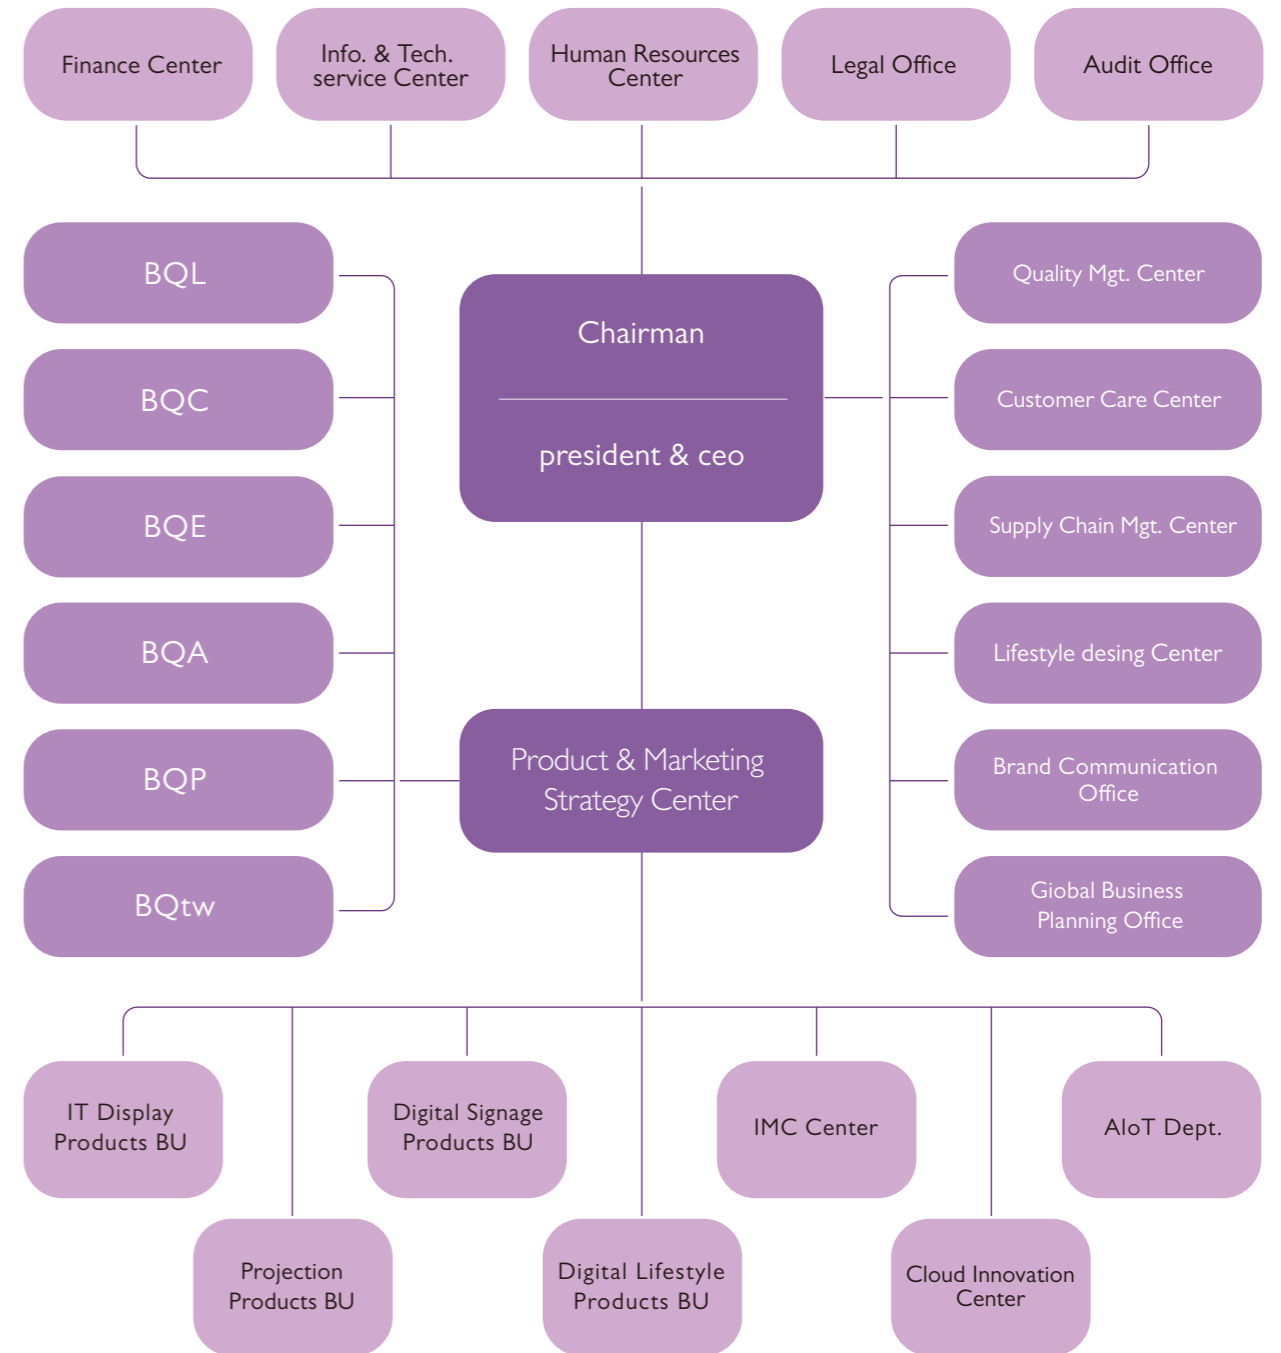 Finance Center
Info. & Tech.
service Center
Human Resources
Center
Legal Office
Audit Office
BQL
BQC
BQE
BQA
BQP
BQtw
Chairman
president & ceo
Product & Marketing
Strategy Center
Quality Mgt. Center
Customer Care Center
Supply Chain Mgt. Center
Lifestyle desing Center
Brand Communication
Office
Giobal Business
Planning Office
IT Display
Products BU
Projection
Products BU
Digital Signage
Products BU
Digital Lifestyle
Products BU
IMC Center
Cloud Innovation
Center
AIoT Dept.